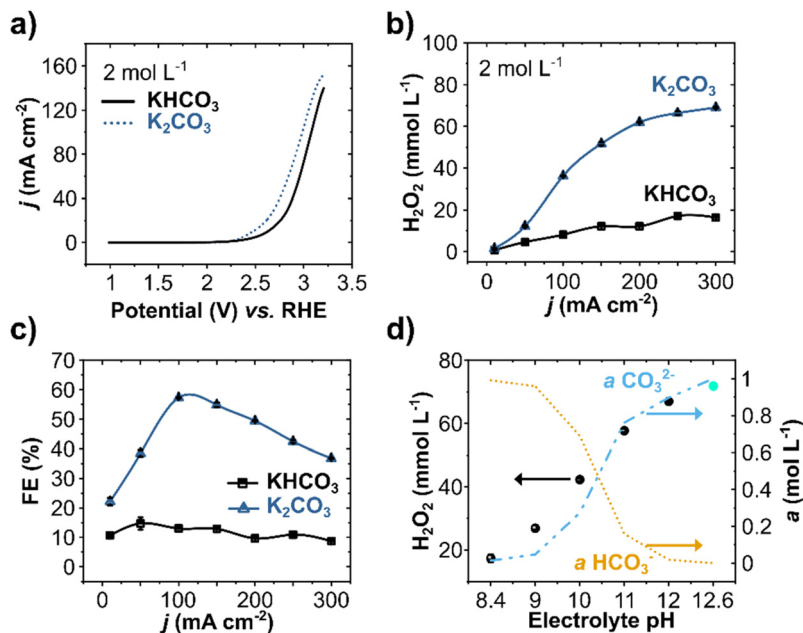 a)
2 mol L⁻¹
KHCO₃
K₂CO₃
j (mA cm⁻²)
160
120
80
40
0
1
1.5
2
2.5
3
3.5
Potential (V) vs. RHE
b)
2 mol L⁻¹
K₂CO₃
KHCO₃
H₂O₂ (mmol L⁻¹)
100
80
60
40
20
0
0
100
200
300
j (mA cm⁻²)
c)
KHCO₃
K₂CO₃
FE (%)
70
60
50
40
30
20
10
0
0
50
100
150
200
250
300
j (mA cm⁻²)
d)
a CO₃²⁻
a HCO₃⁻
H₂O₂ (mmol L⁻¹)
80
60
40
20
a (mol L⁻¹)
1
0.8
0.6
0.4
0.2
0
8.4
9
10
11
12
12.6
Electrolyte pH